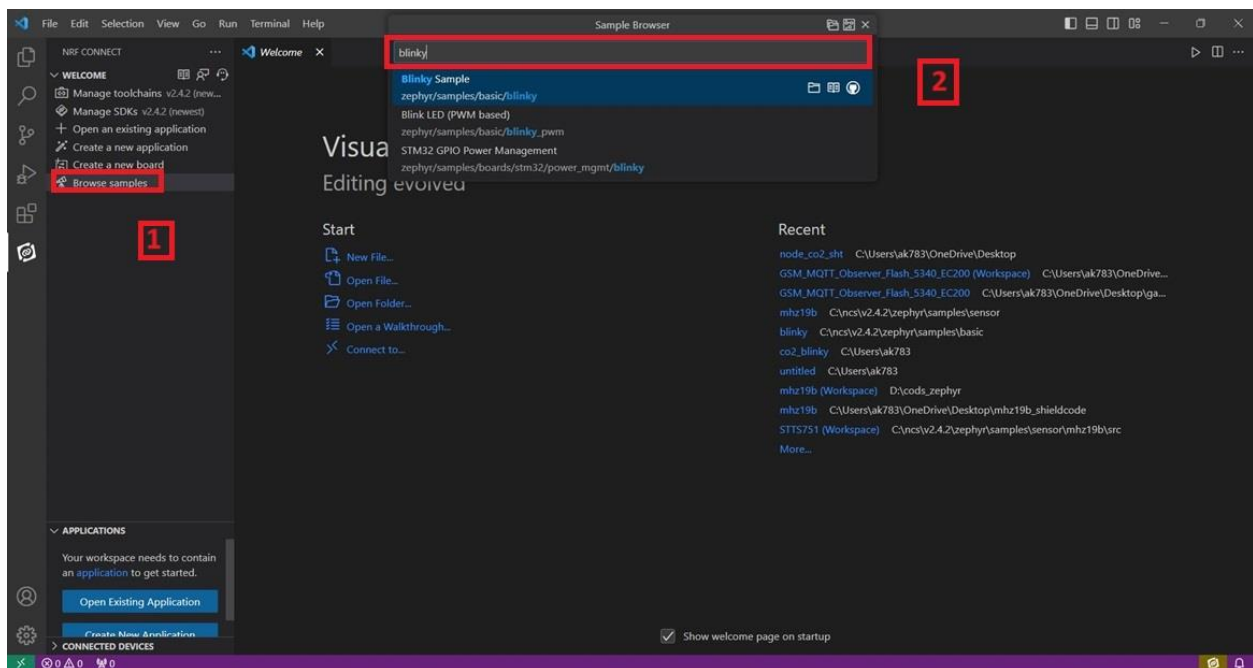 File Edit Selection View Go Run Terminal Help
Sample Browser
NRF CONNECT
Welcome
blinky
WELCOME
Manage toolchains v2.4.2 (new...
Manage SDKs v2.4.2 (newest)
Open an existing application
Create a new application
Create a new board
Browse samples
1
Blinky Sample
zephyr/samples/basic/blinky
Blink LED (PWM based)
zephyr/samples/basic/blinky_pwm
STM32 GPIO Power Management
zephyr/samples/boards/stm32/power_mgmt/blinky
2
Visua
Editing evolved
Start
New File...
Open File...
Open Folder...
Open a Walkthrough...
Connect to...
Recent
node_co2_sht C:\Users\ak783\OneDrive\Desktop
GSM_MQTT_Observer_Flash_5340_EC200 (Workspace) C:\Users\ak783\OneDrive...
GSM_MQTT_Observer_Flash_5340_EC200 C:\Users\ak783\OneDrive\Desktop\ga...
mhz19b C:\ncs\v2.4.2\zephyr\samples\sensor
blinky C:\ncs\v2.4.2\zephyr\samples\basic
co2_blinky C:\Users\ak783
untitled C:\Users\ak783
mhz19b (Workspace) D:\cods_zephyr
mhz19b C:\Users\ak783\OneDrive\Desktop\mhz19b_shieldcode
STTS751 (Workspace) C:\ncs\v2.4.2\zephyr\samples\sensor\mhz19b\src
More...
APPLICATIONS
Your workspace needs to contain
an application to get started.
Open Existing Application
Create New Application
CONNECTED DEVICES
Show welcome page on startup
0 0 0